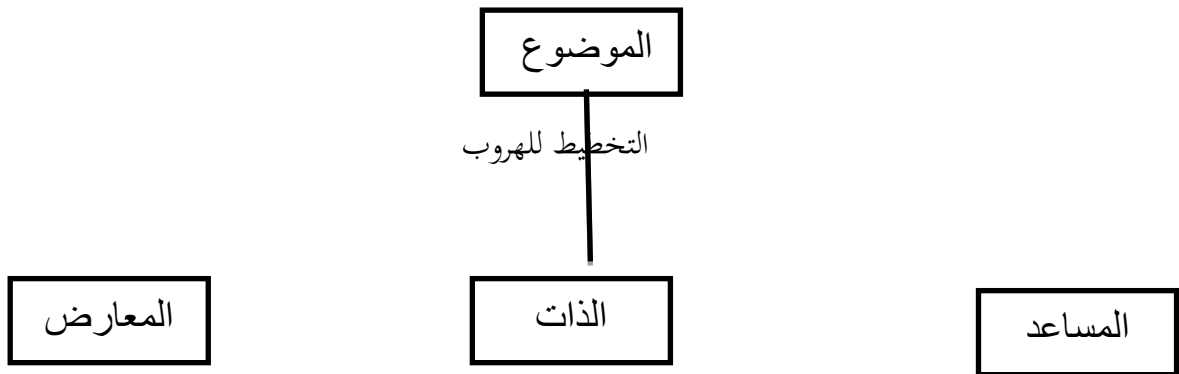 الموضوع
التخطيط للهروب
المساعد
الذات
المعارض